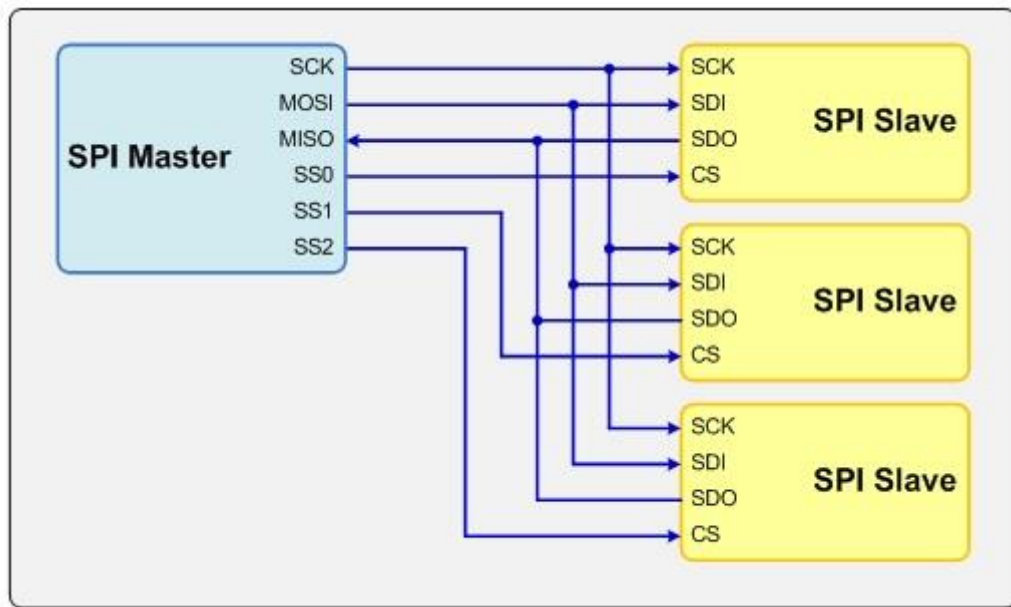 SPI Master
SCK
MOSI
MISO
SS0
SS1
SS2
SCK
SDI
SDO
CS
SPI Slave
SCK
SDI
SDO
CS
SPI Slave
SCK
SDI
SDO
CS
SPI Slave